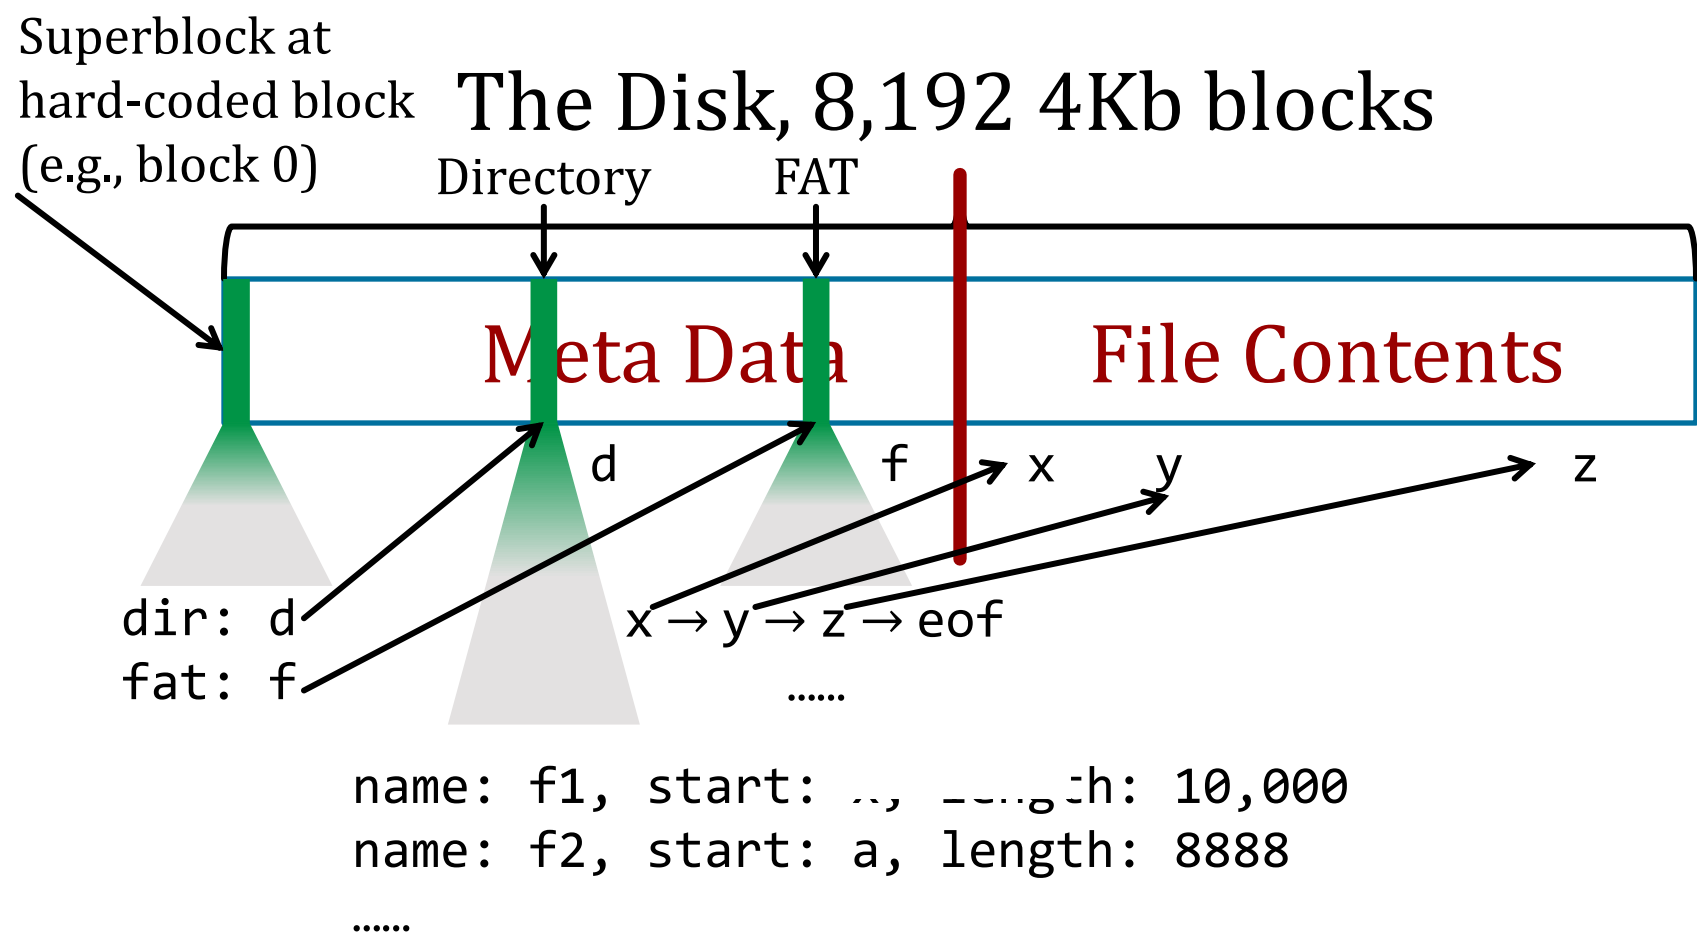 Superblock at
hard-coded block
(e.g., block 0)
The Disk, 8,192 4Kb blocks
Directory
FAT
Meta Data
File Contents
d
f
x
y
z
dir: d
fat: f
x→y→z→eof
……
name: f1, start: x, length: 10,000
name: f2, start: a, length: 8888
……